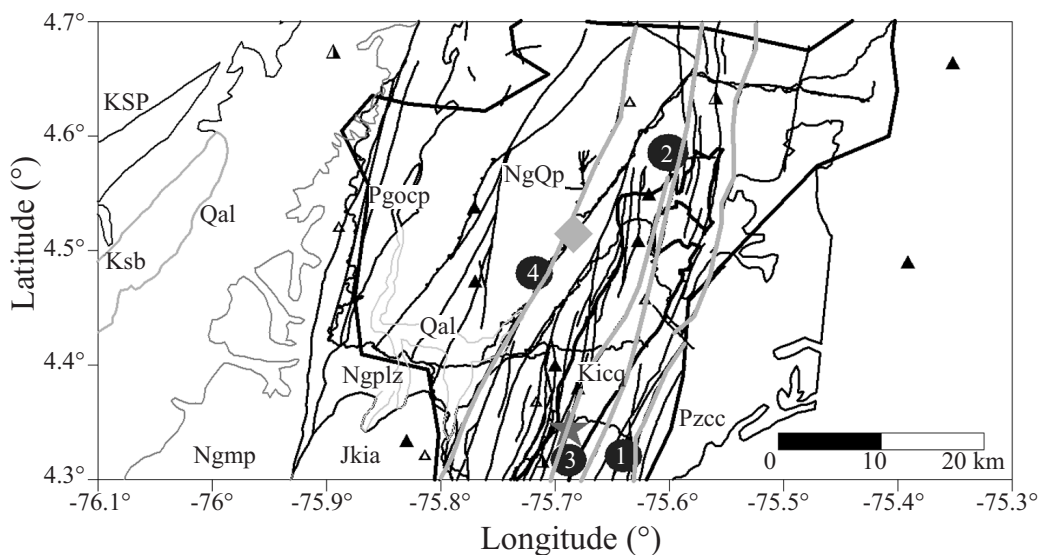 4.7°
KSP
4.6°
2
NgQp
Qal
Pgocp
Latitude (°)
4.5°
Ksb
4
Qal
4.4°
Ngplz
Kicq
Pzcc
Ngmp
Jkia
3
1
0 10 20 km
4.3°
-76.1° -76° -75.9° -75.8° -75.7° -75.6° -75.5° -75.4° -75.3°
Longitude (°)